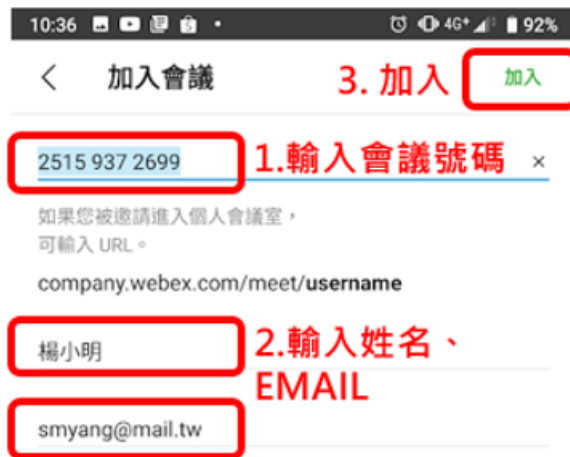 10:36 4G+ 92%
加入會議 3. 加入 加入
2515 937 2699 1.輸入會議號碼 ×
如果您被邀請進入個人會議室，
可輸入 URL。
company.webex.com/meet/username
楊小明 2.輸入姓名、
EMAIL
smyang@mail.tw